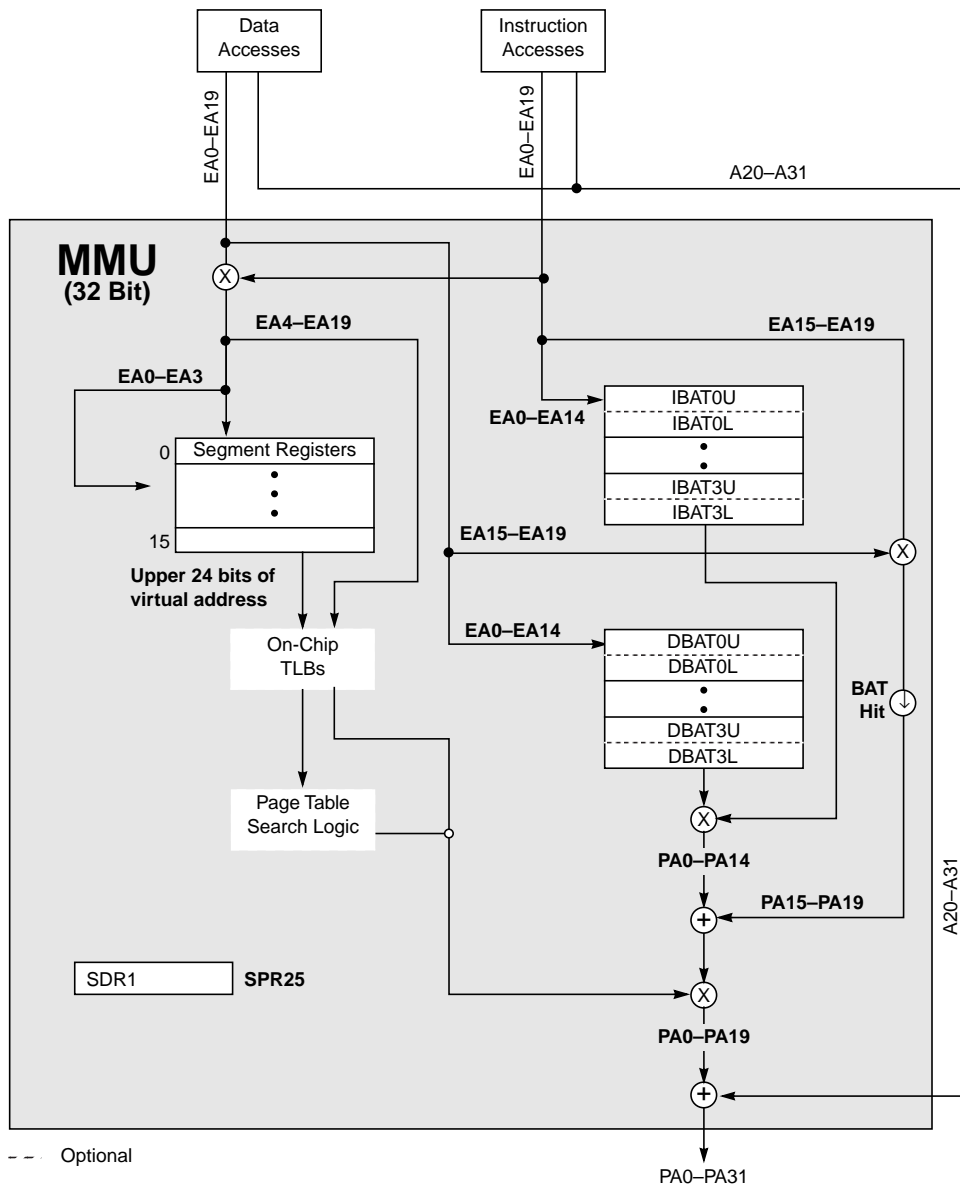 Data
Accesses
Instruction
Accesses
EA0–EA19
EA0–EA19
A20–A31
MMU
(32 Bit)
X
EA4–EA19
EA15–EA19
EA0–EA3
IBAT0U
EA0–EA14
IBAT0L
0
Segment Registers
IBAT3U
IBAT3L
15
EA15–EA19
X
Upper 24 bits of
virtual address
On-Chip
TLBs
EA0–EA14
DBAT0U
DBAT0L
BAT
Hit
↓
DBAT3U
DBAT3L
Page Table
Search Logic
X
PA0–PA14
A20–A31
PA15–PA19
+
SDR1
SPR25
X
PA0–PA19
+
Optional
PA0–PA31